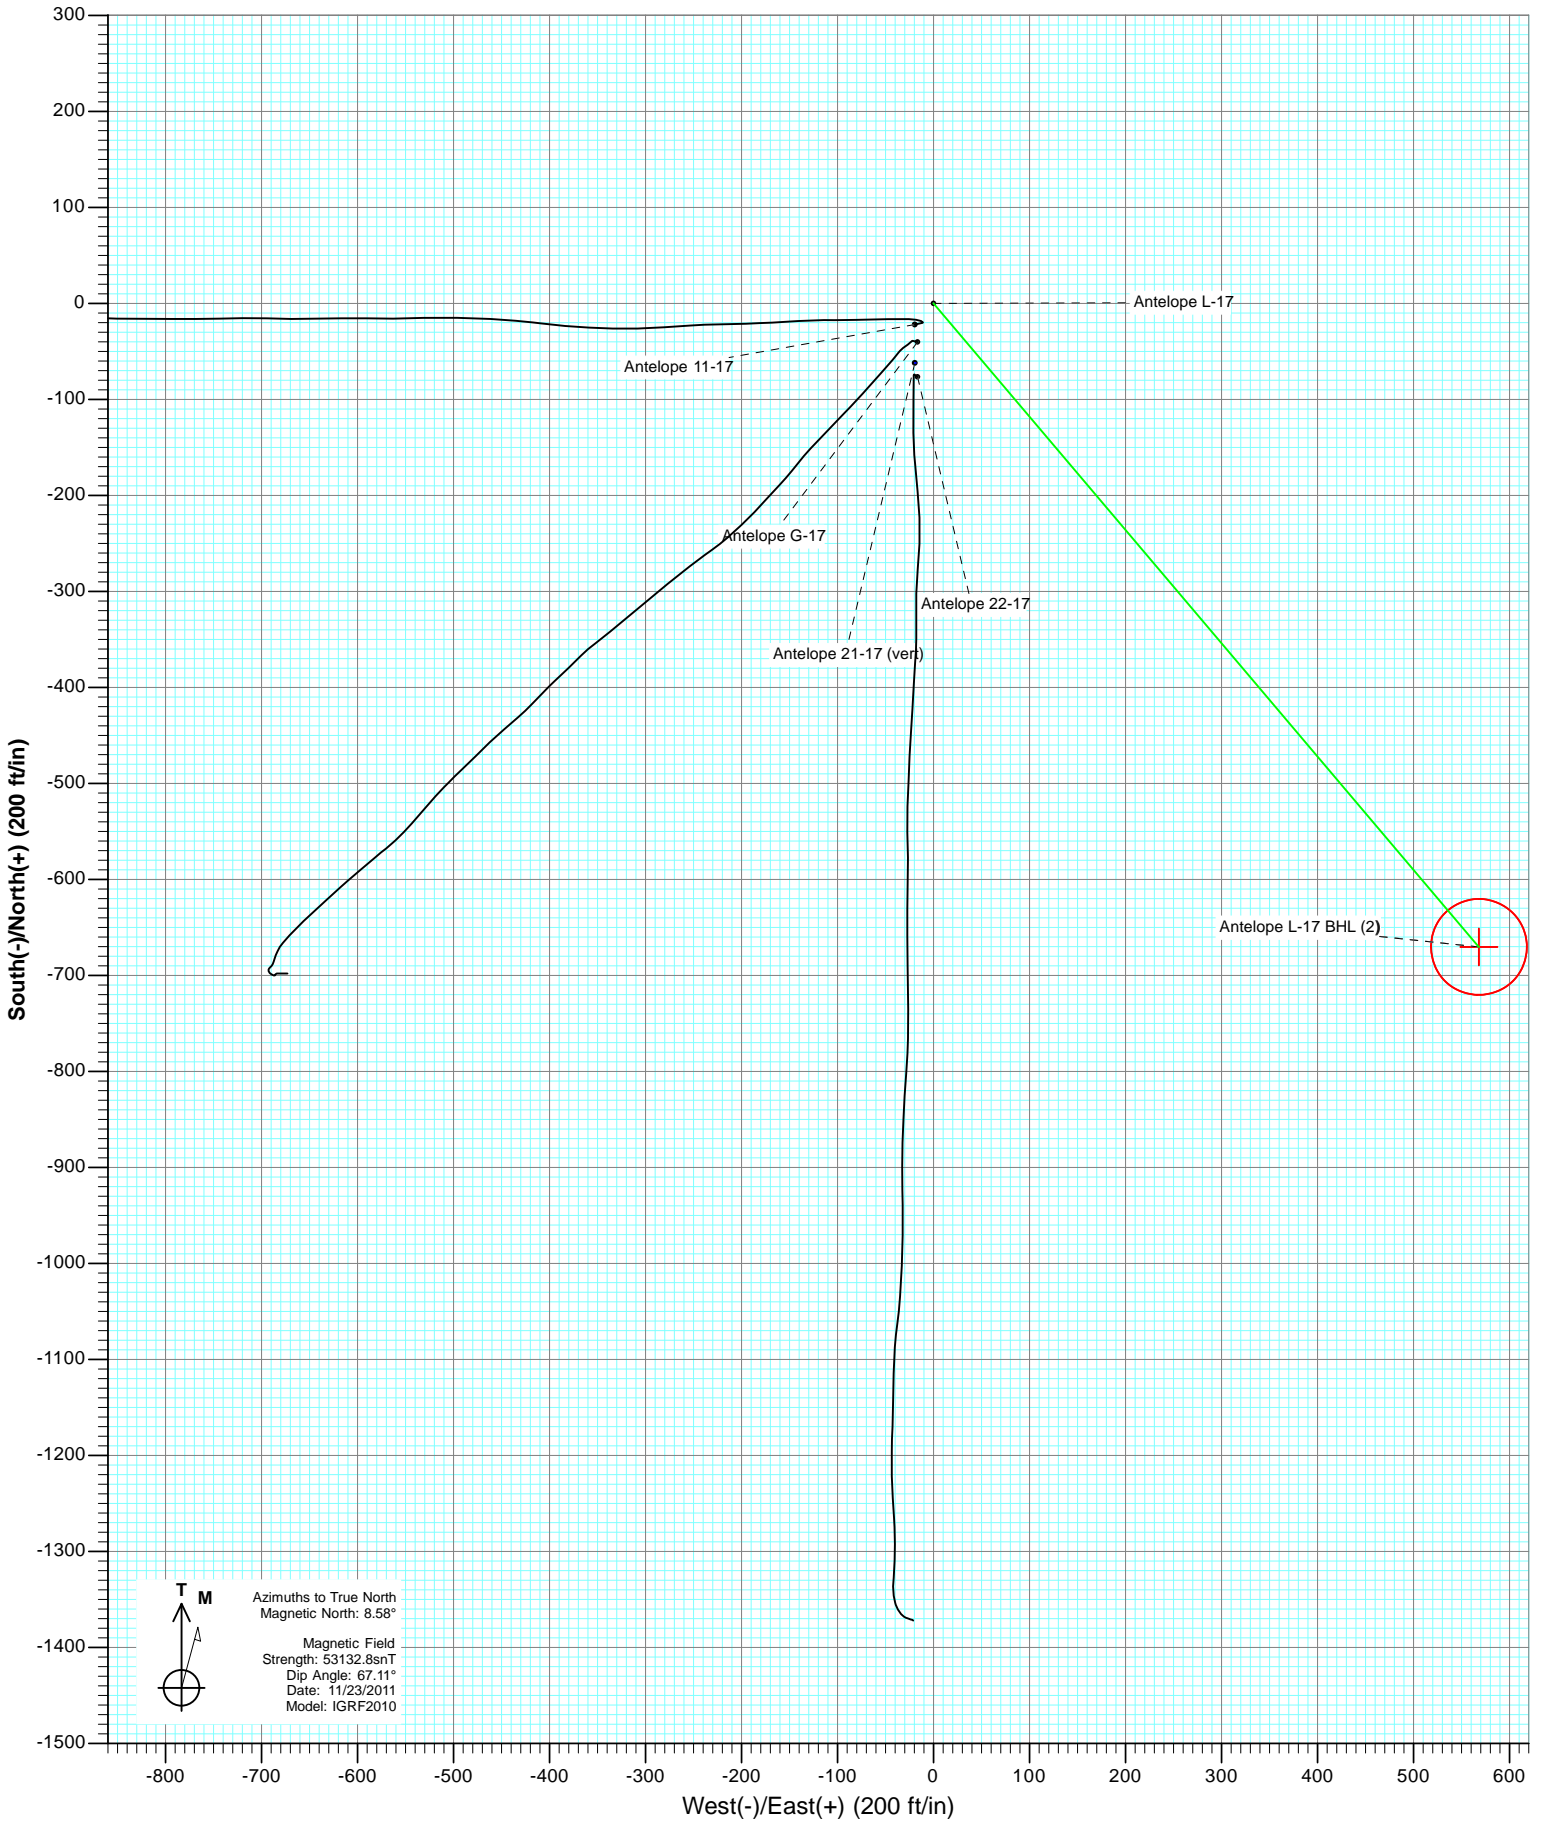 300
200
100
0
-100
-200
-300
-400
-500
-600
-700
-800
-900
-1000
-1100
-1200
-1300
-1400
-1500
South(-)/North(+) (200 ft/in)
Antelope L-17
Antelope 11-17
Antelope G-17
Antelope 22-17
Antelope 21-17 (vert)
Antelope L-17 BHL (2)
T M
Azimuths to True North
Magnetic North: 8.58°
Magnetic Field
Strength: 53132.8snT
Dip Angle: 67.11°
Date: 11/23/2011
Model: IGRF2010
-800 -700 -600 -500 -400 -300 -200 -100 0 100 200 300 400 500 600
West(-)/East(+) (200 ft/in)